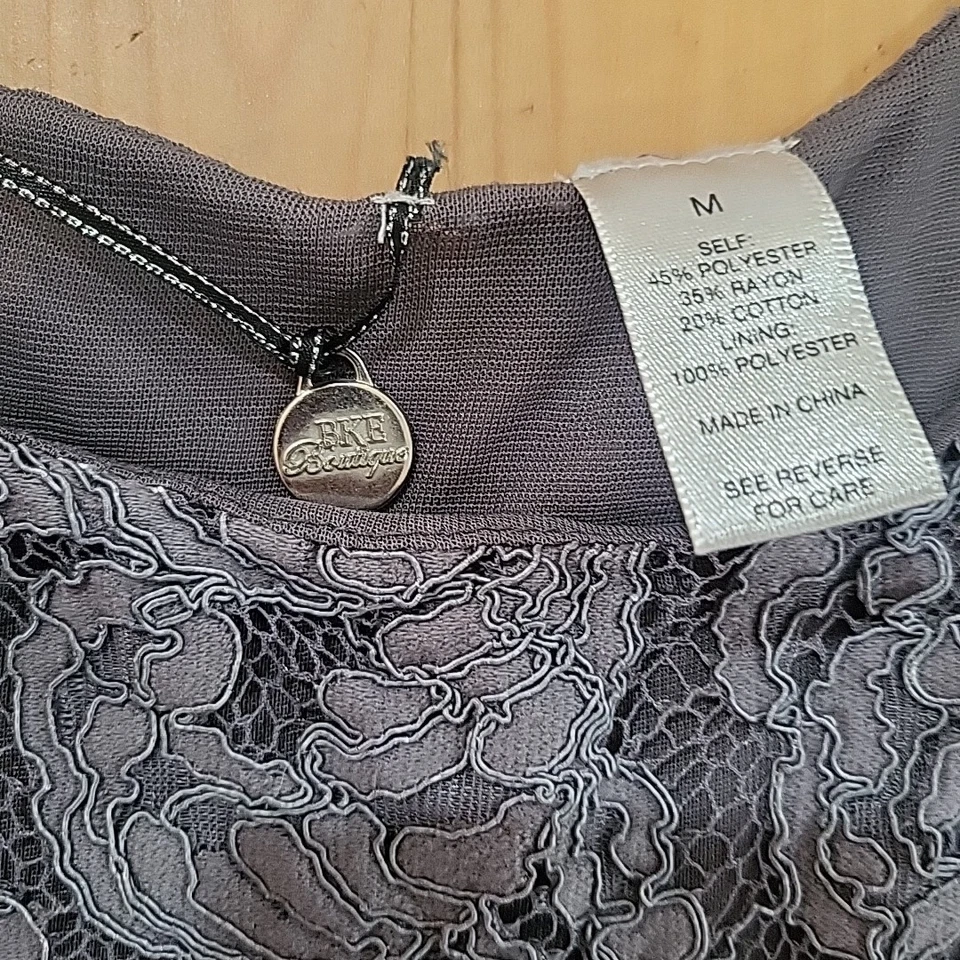 BKE
Boutique
M
SELF:
45% POLYESTER
35% RAYON
20% COTTON
LINING:
100% POLYESTER
MADE IN CHINA
SEE REVERSE
FOR CARE